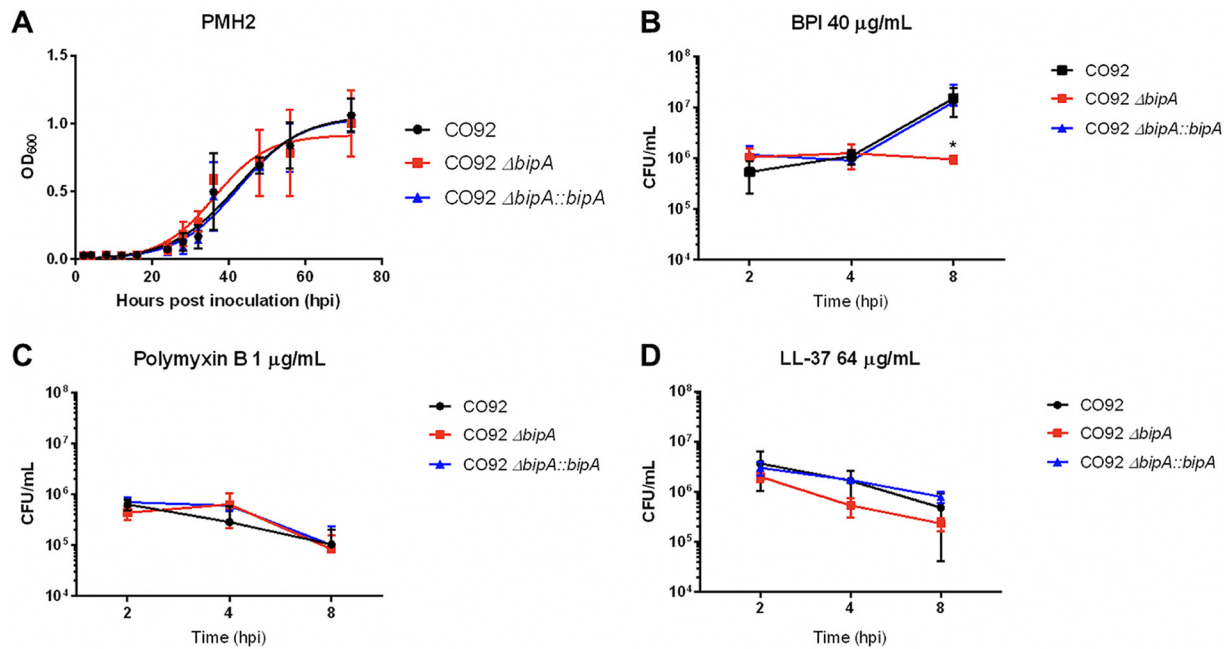 A
PMH2
1.5
1.0
0.5
0.0
OD600
0
20
40
60
80
Hours post inoculation (hpi)
CO92
CO92 ΔbipA
CO92 ΔbipA::bipA
B
BPI 40 μg/mL
10⁸
10⁷
10⁶
10⁵
10⁴
CFU/mL
*
2
4
8
Time (hpi)
CO92
CO92 ΔbipA
CO92 ΔbipA::bipA
C
Polymyxin B 1 μg/mL
10⁸
10⁷
10⁶
10⁵
10⁴
CFU/mL
2
4
8
Time (hpi)
CO92
CO92 ΔbipA
CO92 ΔbipA::bipA
D
LL-37 64 μg/mL
10⁸
10⁷
10⁶
10⁵
10⁴
CFU/mL
2
4
8
Time (hpi)
CO92
CO92 ΔbipA
CO92 ΔbipA::bipA